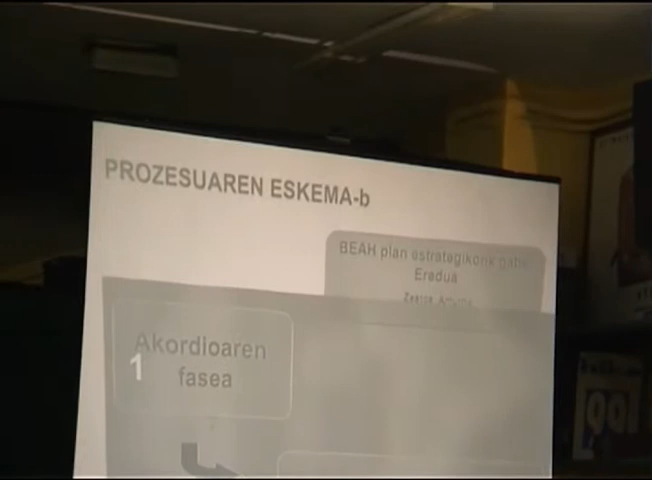 PROZESUAREN ESKEMA-b
BEAH plan estrategikorik gabe
Eredua
Akordioaren
1
fasea